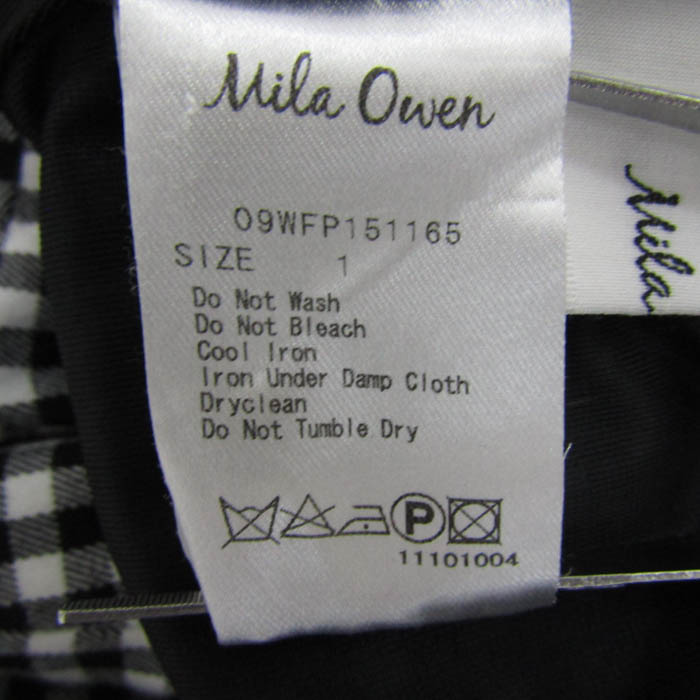 Mila Owen
09WFP151165
SIZE 1
Do Not Wash
Do Not Bleach
Cool Iron
Iron Under Damp Cloth
Dryclean
Do Not Tumble Dry
P
11101004
Mila